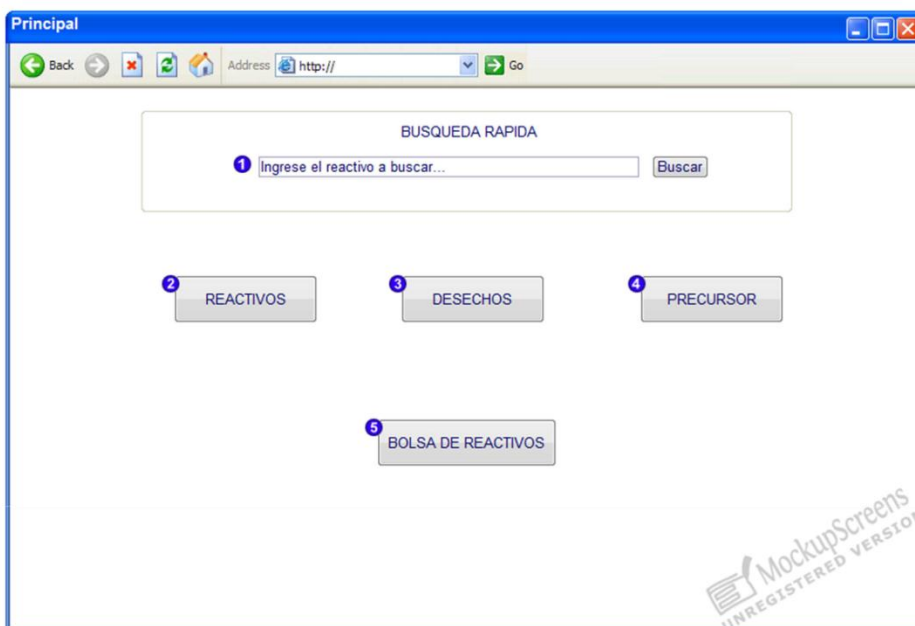 Principal
Back Address http:// Go
BUSQUEDA RAPIDA
1 Ingrese el reactivo a buscar... Buscar
2 REACTIVOS 3 DESECHOS 4 PRECURSOR
5 BOLSA DE REACTIVOS
MockupScreens
UNREGISTERED VERSION